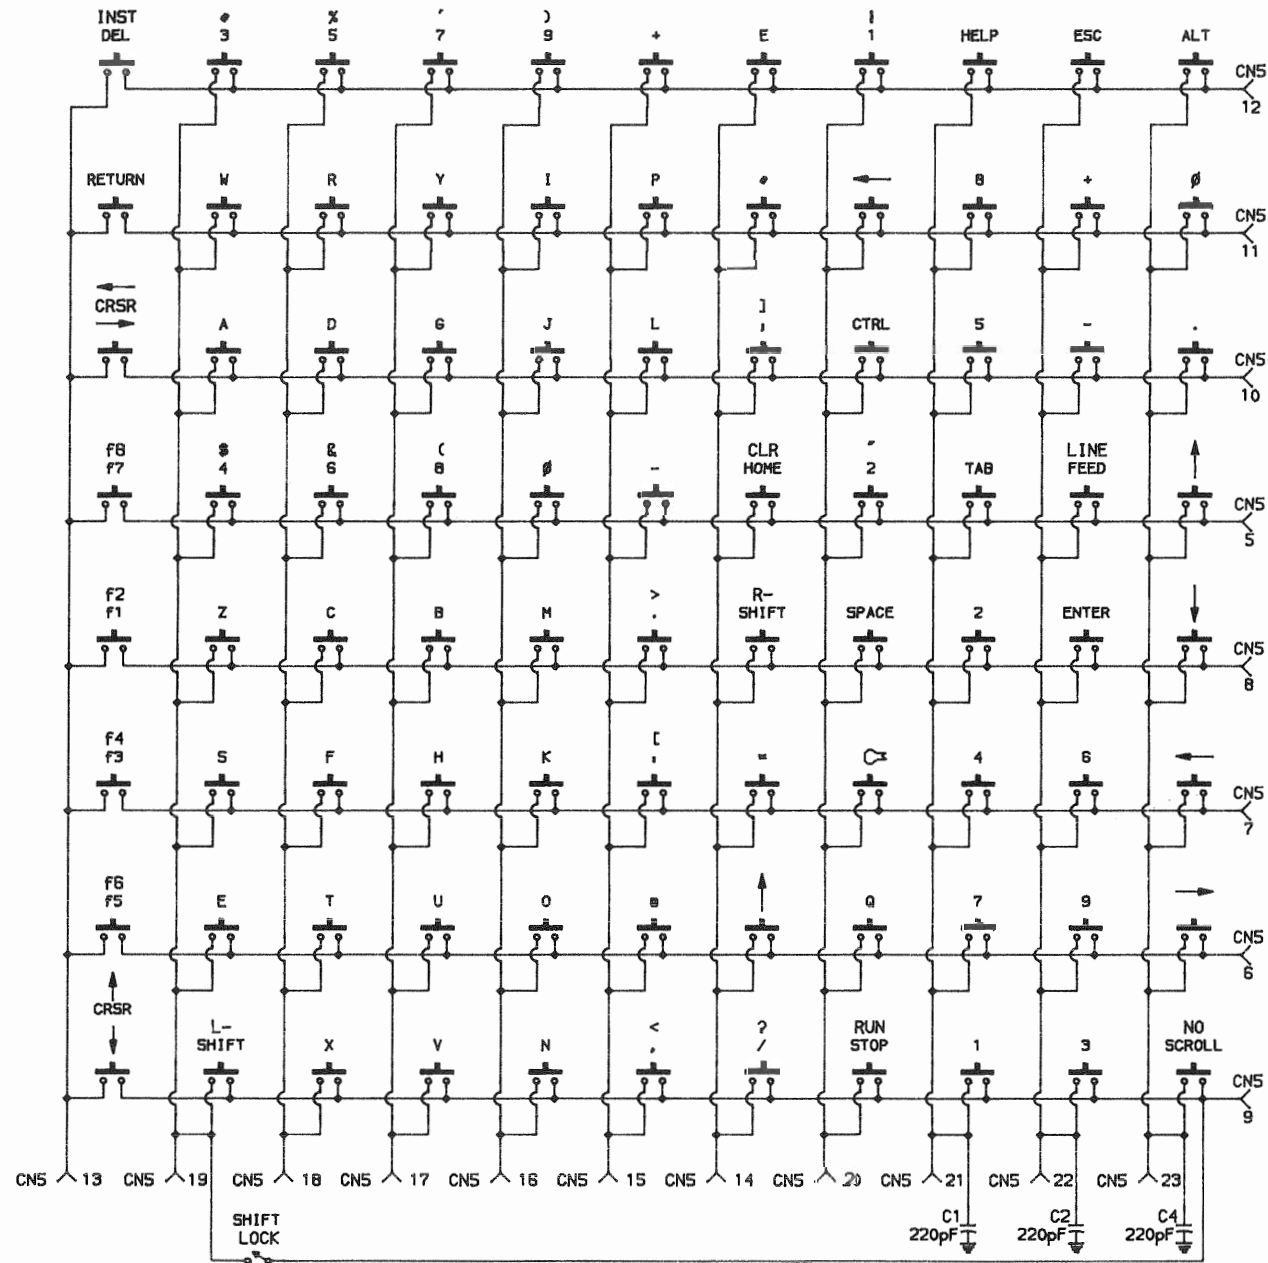 INST # % ' ) !
DEL 3 5 7 9 + £ 1 HELP ESC ALT
CN5
12
RETURN W R Y I P * 8 + Ø
CN5
11
CRSR
]
A D G J L ; CTRL 5 - .
CN5
10
f8 $ & ( CLR " LINE
f7 4 6 8 Ø - HOME 2 TAB FEED
CN5
5
f2 > R-
f1 Z C B M . SHIFT SPACE 2 ENTER
CN5
8
f4 [
f3 S F H K : = 4 6
CN5
7
f6
f5 E T U O @ Q 7 9
CN5
6
CRSR
L- < ? RUN NO
SHIFT X V N , / STOP 1 3 SCROLL
CN5
9
CN5 13 CN5 19 CN5 18 CN5 17 CN5 16 CN5 15 CN5 14 CN5 20 CN5 21 CN5 22 CN5 23
SHIFT C1 C2 C4
LOCK 220pF 220pF 220pF